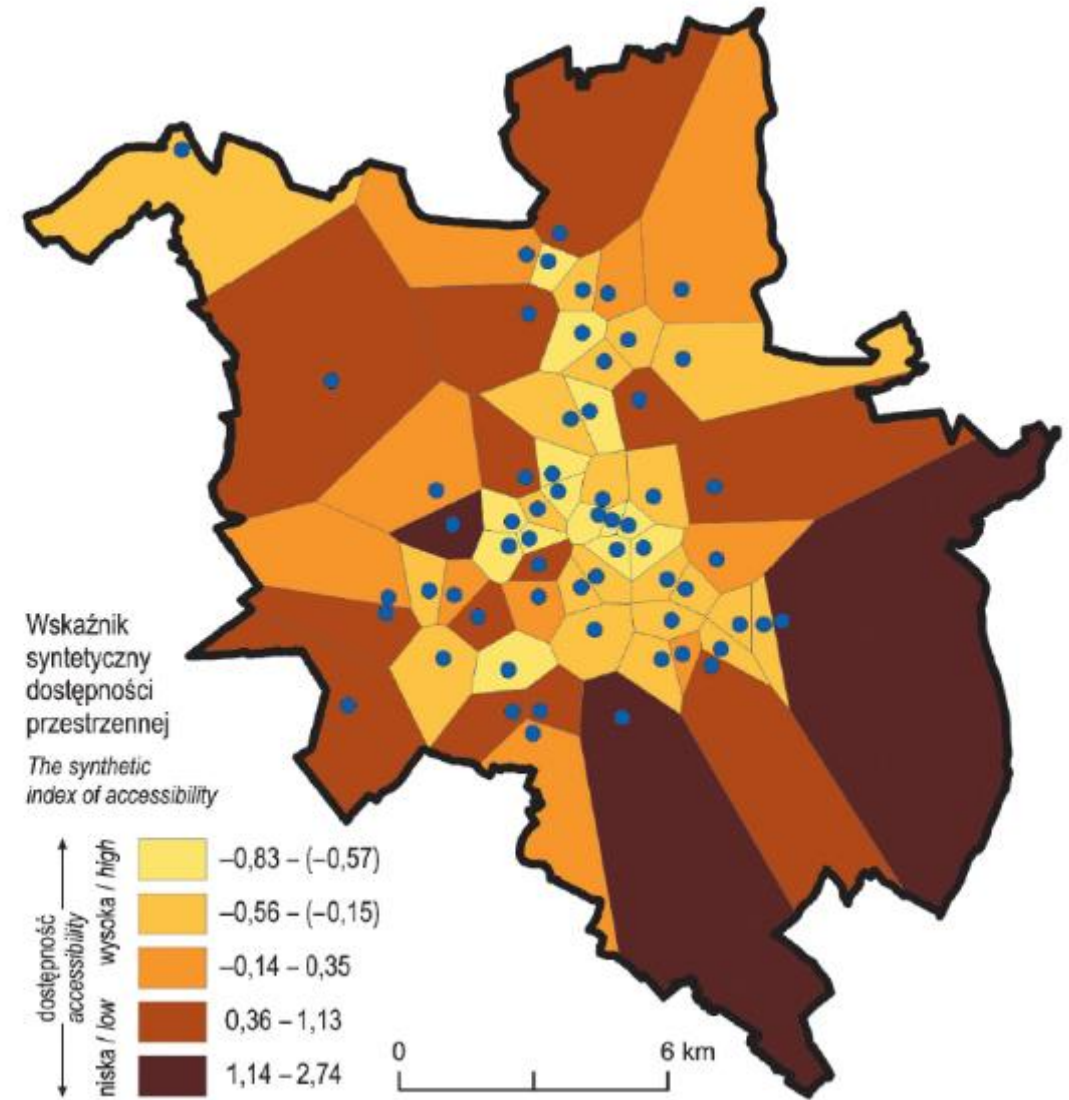 Wskaźnik
syntetyczny
dostępności
przestrzennej
The synthetic
index of accessibility
dostępność
accessibility
wysoka / high
niska / low
–0,83 – (–0,57)
–0,56 – (–0,15)
–0,14 – 0,35
0,36 – 1,13
1,14 – 2,74
0
6 km